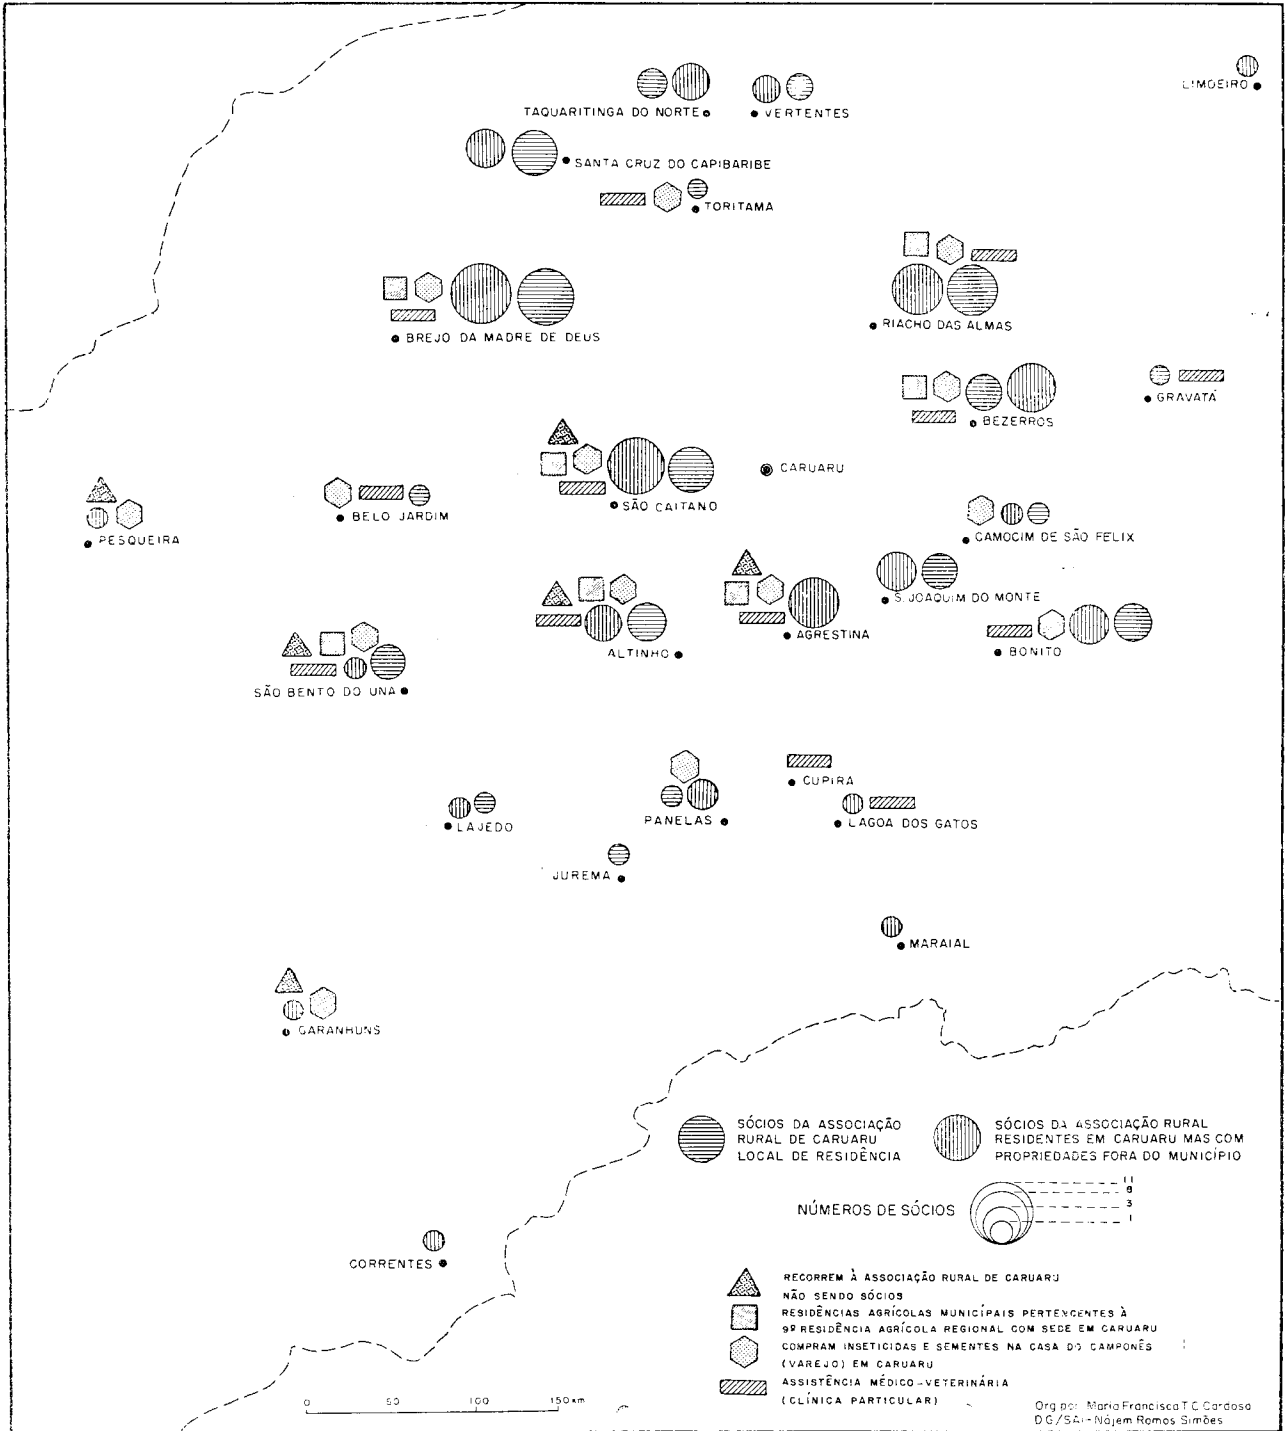 LIMOEIRO
TAQUARITINGA DO NORTE
VERTENTES
SANTA CRUZ DO CAPIBARIBE
TORITAMA
RIACHO DAS ALMAS
BREJO DA MADRE DE DEUS
GRAVATÁ
BEZERROS
CARUARU
SÃO CAITANO
BELO JARDIM
PESQUEIRA
CAMOCIM DE SÃO FELIX
S. JOAQUIM DO MONTE
AGRESTINA
BONITO
ALTINHO
SÃO BENTO DO UNA
CUPIRA
PANELAS
LAGOA DOS GATOS
LAJEDO
JUREMA
MARAIAL
GARANHUNS
CORRENTES
SÓCIOS DA ASSOCIAÇÃO
RURAL DE CARUARU
LOCAL DE RESIDÊNCIA
SÓCIOS DA ASSOCIAÇÃO RURAL
RESIDENTES EM CARUARU MAS COM
PROPRIEDADES FORA DO MUNICÍPIO
NÚMEROS DE SÓCIOS
11
8
3
1
RECORREM À ASSOCIAÇÃO RURAL DE CARUARU
NÃO SENDO SÓCIOS
RESIDÊNCIAS AGRÍCOLAS MUNICÍPAIS PERTENCENTES À
9ª RESIDÊNCIA AGRÍCOLA REGIONAL COM SEDE EM CARUARU
COMPRAM INSETICIDAS E SEMENTES NA CASA DO CAMPONÊS
(VAREJO) EM CARUARU
ASSISTÊNCIA MÉDICO-VETERINÁRIA
(CLÍNICA PARTICULAR)
0 50 100 150 km
Org por Maria Francisca T C Cardoso
DG/SAI-Nájem Ramos Simões